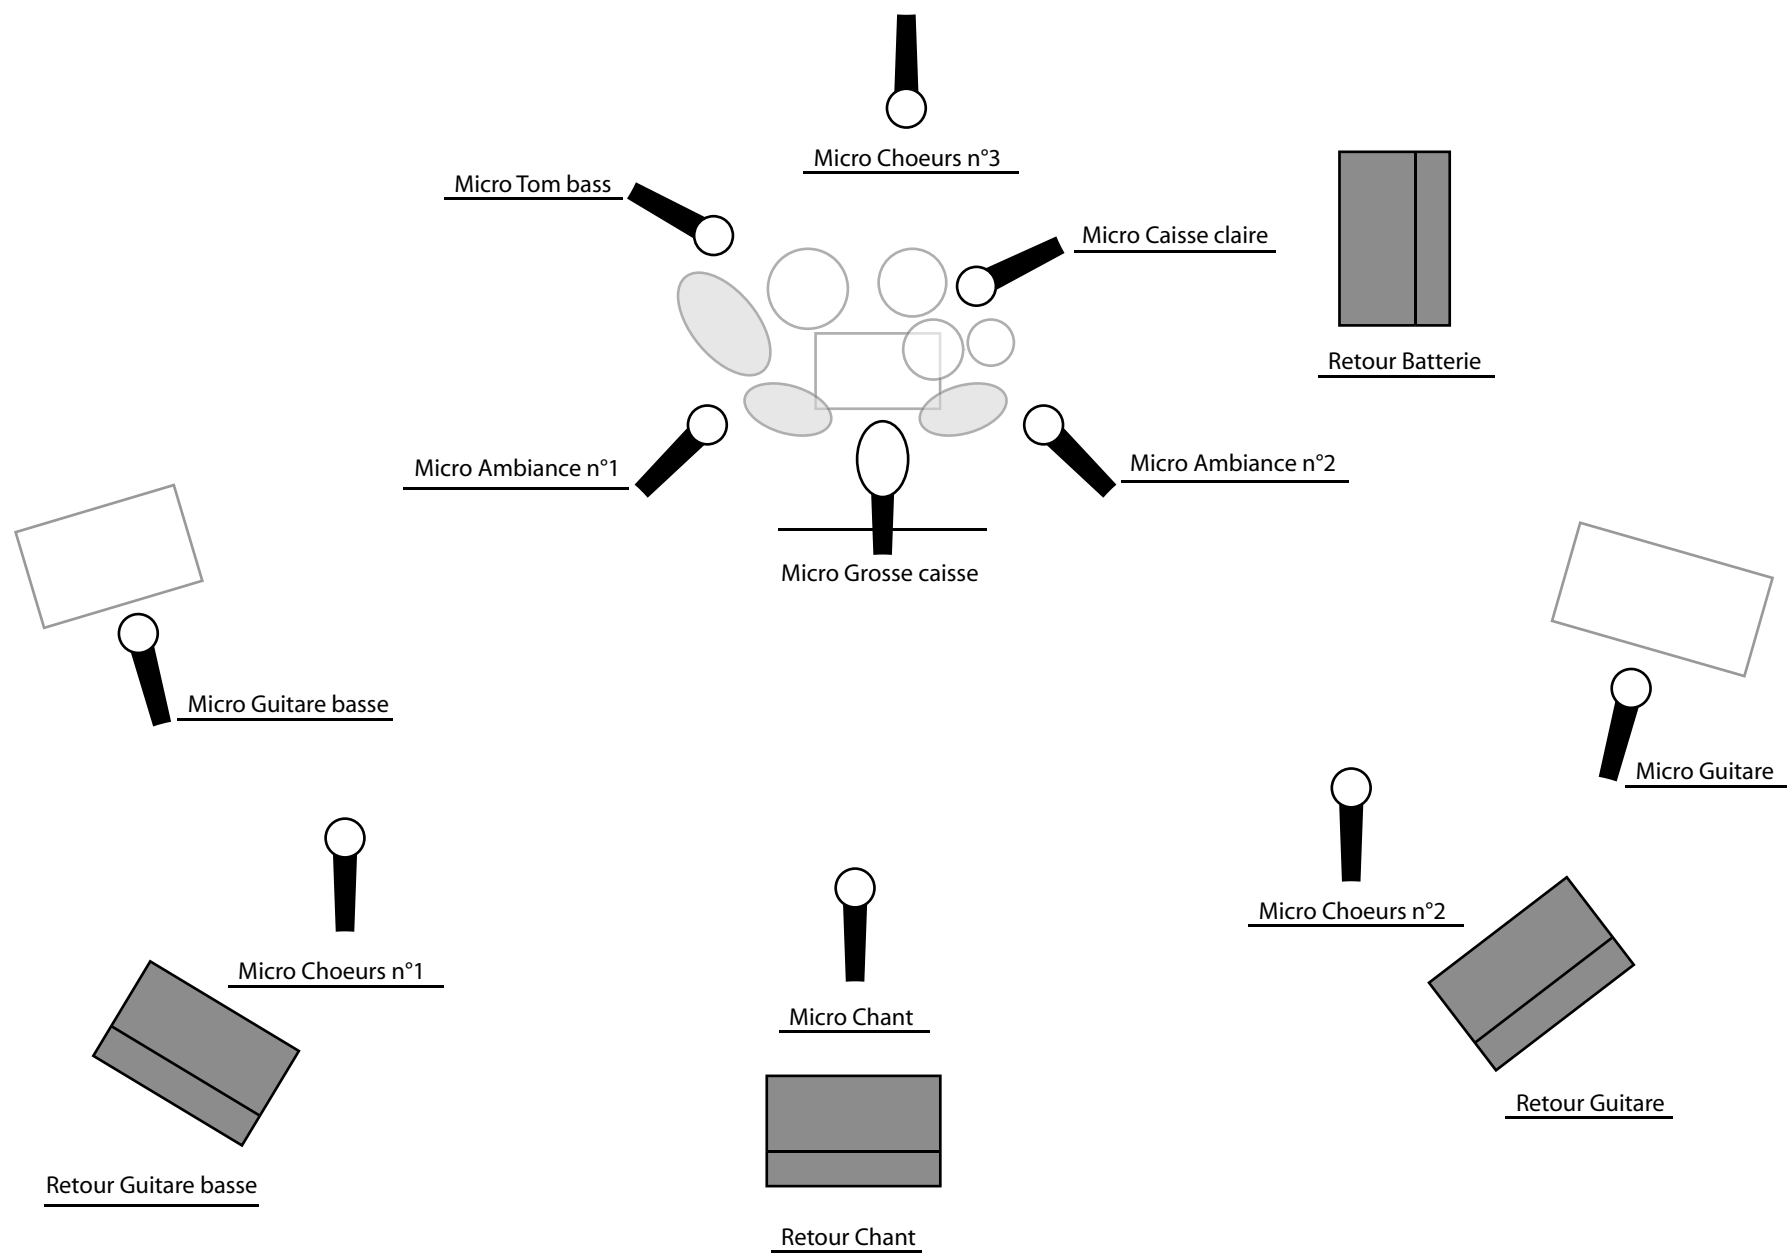 Micro Choeurs n°3
Micro Tom bass
Micro Caisse claire
Retour Batterie
Micro Ambiance n°1
Micro Ambiance n°2
Micro Grosse caisse
Micro Guitare basse
Micro Guitare
Micro Choeurs n°2
Micro Choeurs n°1
Micro Chant
Retour Guitare
Retour Guitare basse
Retour Chant